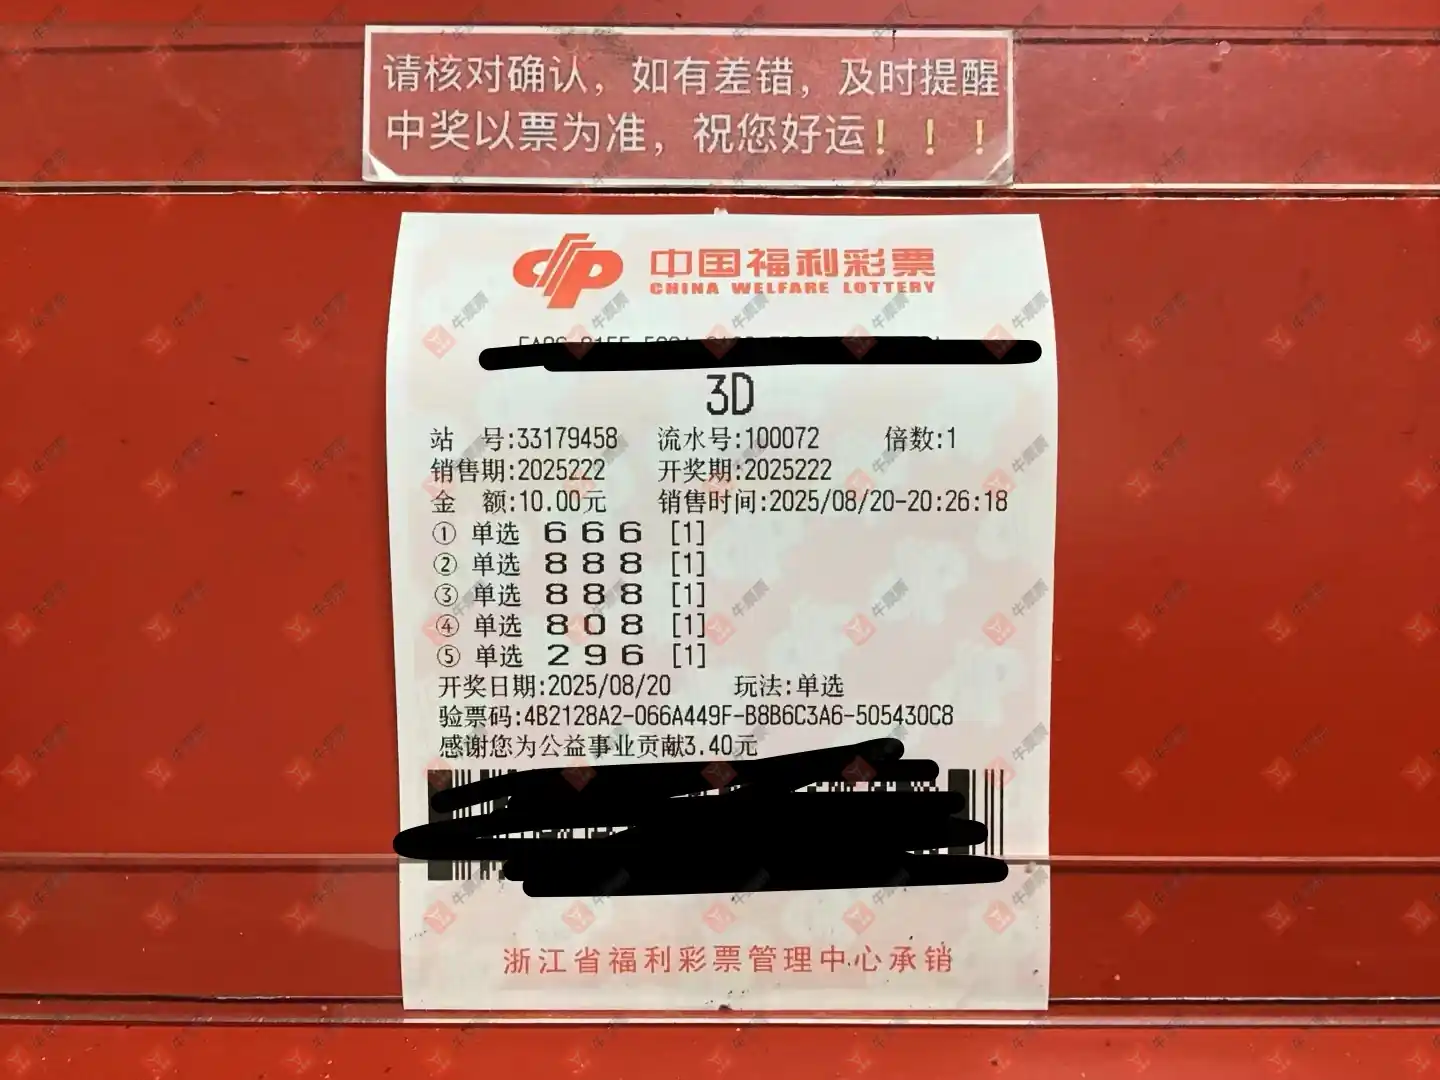 请核对确认，如有差错，及时提醒
中奖以票为准，祝您好运！！！
中国福利彩票
CHINA WELFARE LOTTERY
3D
站 号:33179458 流水号:100072 倍数:1
销售期:2025222 开奖期:2025222
金 额:10.00元 销售时间:2025/08/20-20:26:18
① 单选 6 6 6 [1]
② 单选 8 8 8 [1]
③ 单选 8 8 8 [1]
④ 单选 8 0 8 [1]
⑤ 单选 2 9 6 [1]
开奖日期:2025/08/20 玩法:单选
验票码:4B2128A2-066A449F-B8B6C3A6-505430C8
感谢您为公益事业贡献3.40元
浙江省福利彩票管理中心承销
牛票票